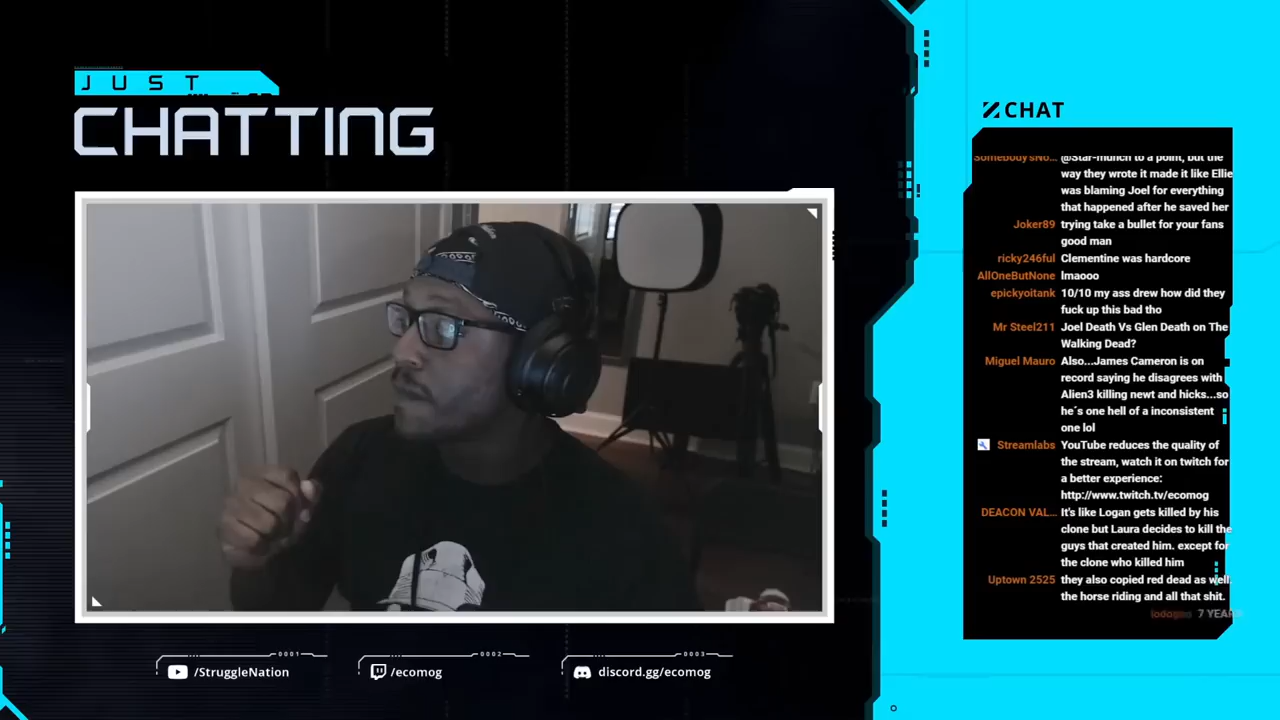 JUST
CHATTING
CHAT
SomebodysNo... @Star-munch to a point, but the
way they wrote it made it like Ellie
was blaming Joel for everything
that happened after he saved her
Joker89 trying take a bullet for your fans
good man
ricky246ful Clementine was hardcore
AllOneButNone lmaooo
epickyoitank 10/10 my ass drew how did they
fuck up this bad tho
Mr Steel211 Joel Death Vs Glen Death on The
Walking Dead?
Miguel Mauro Also...James Cameron is on
record saying he disagrees with
Alien3 killing newt and hicks...so
he´s one hell of a inconsistent
one lol
Streamlabs YouTube reduces the quality of
the stream, watch it on twitch for
a better experience:
http://www.twitch.tv/ecomog
DEACON VAL... It's like Logan gets killed by his
clone but Laura decides to kill the
guys that created him. except for
the clone who killed him
Uptown 2525 they also copied red dead as well.
the horse riding and all that shit.
7 YEARS
0001
/StruggleNation
0002
/ecomog
0003
discord.gg/ecomog